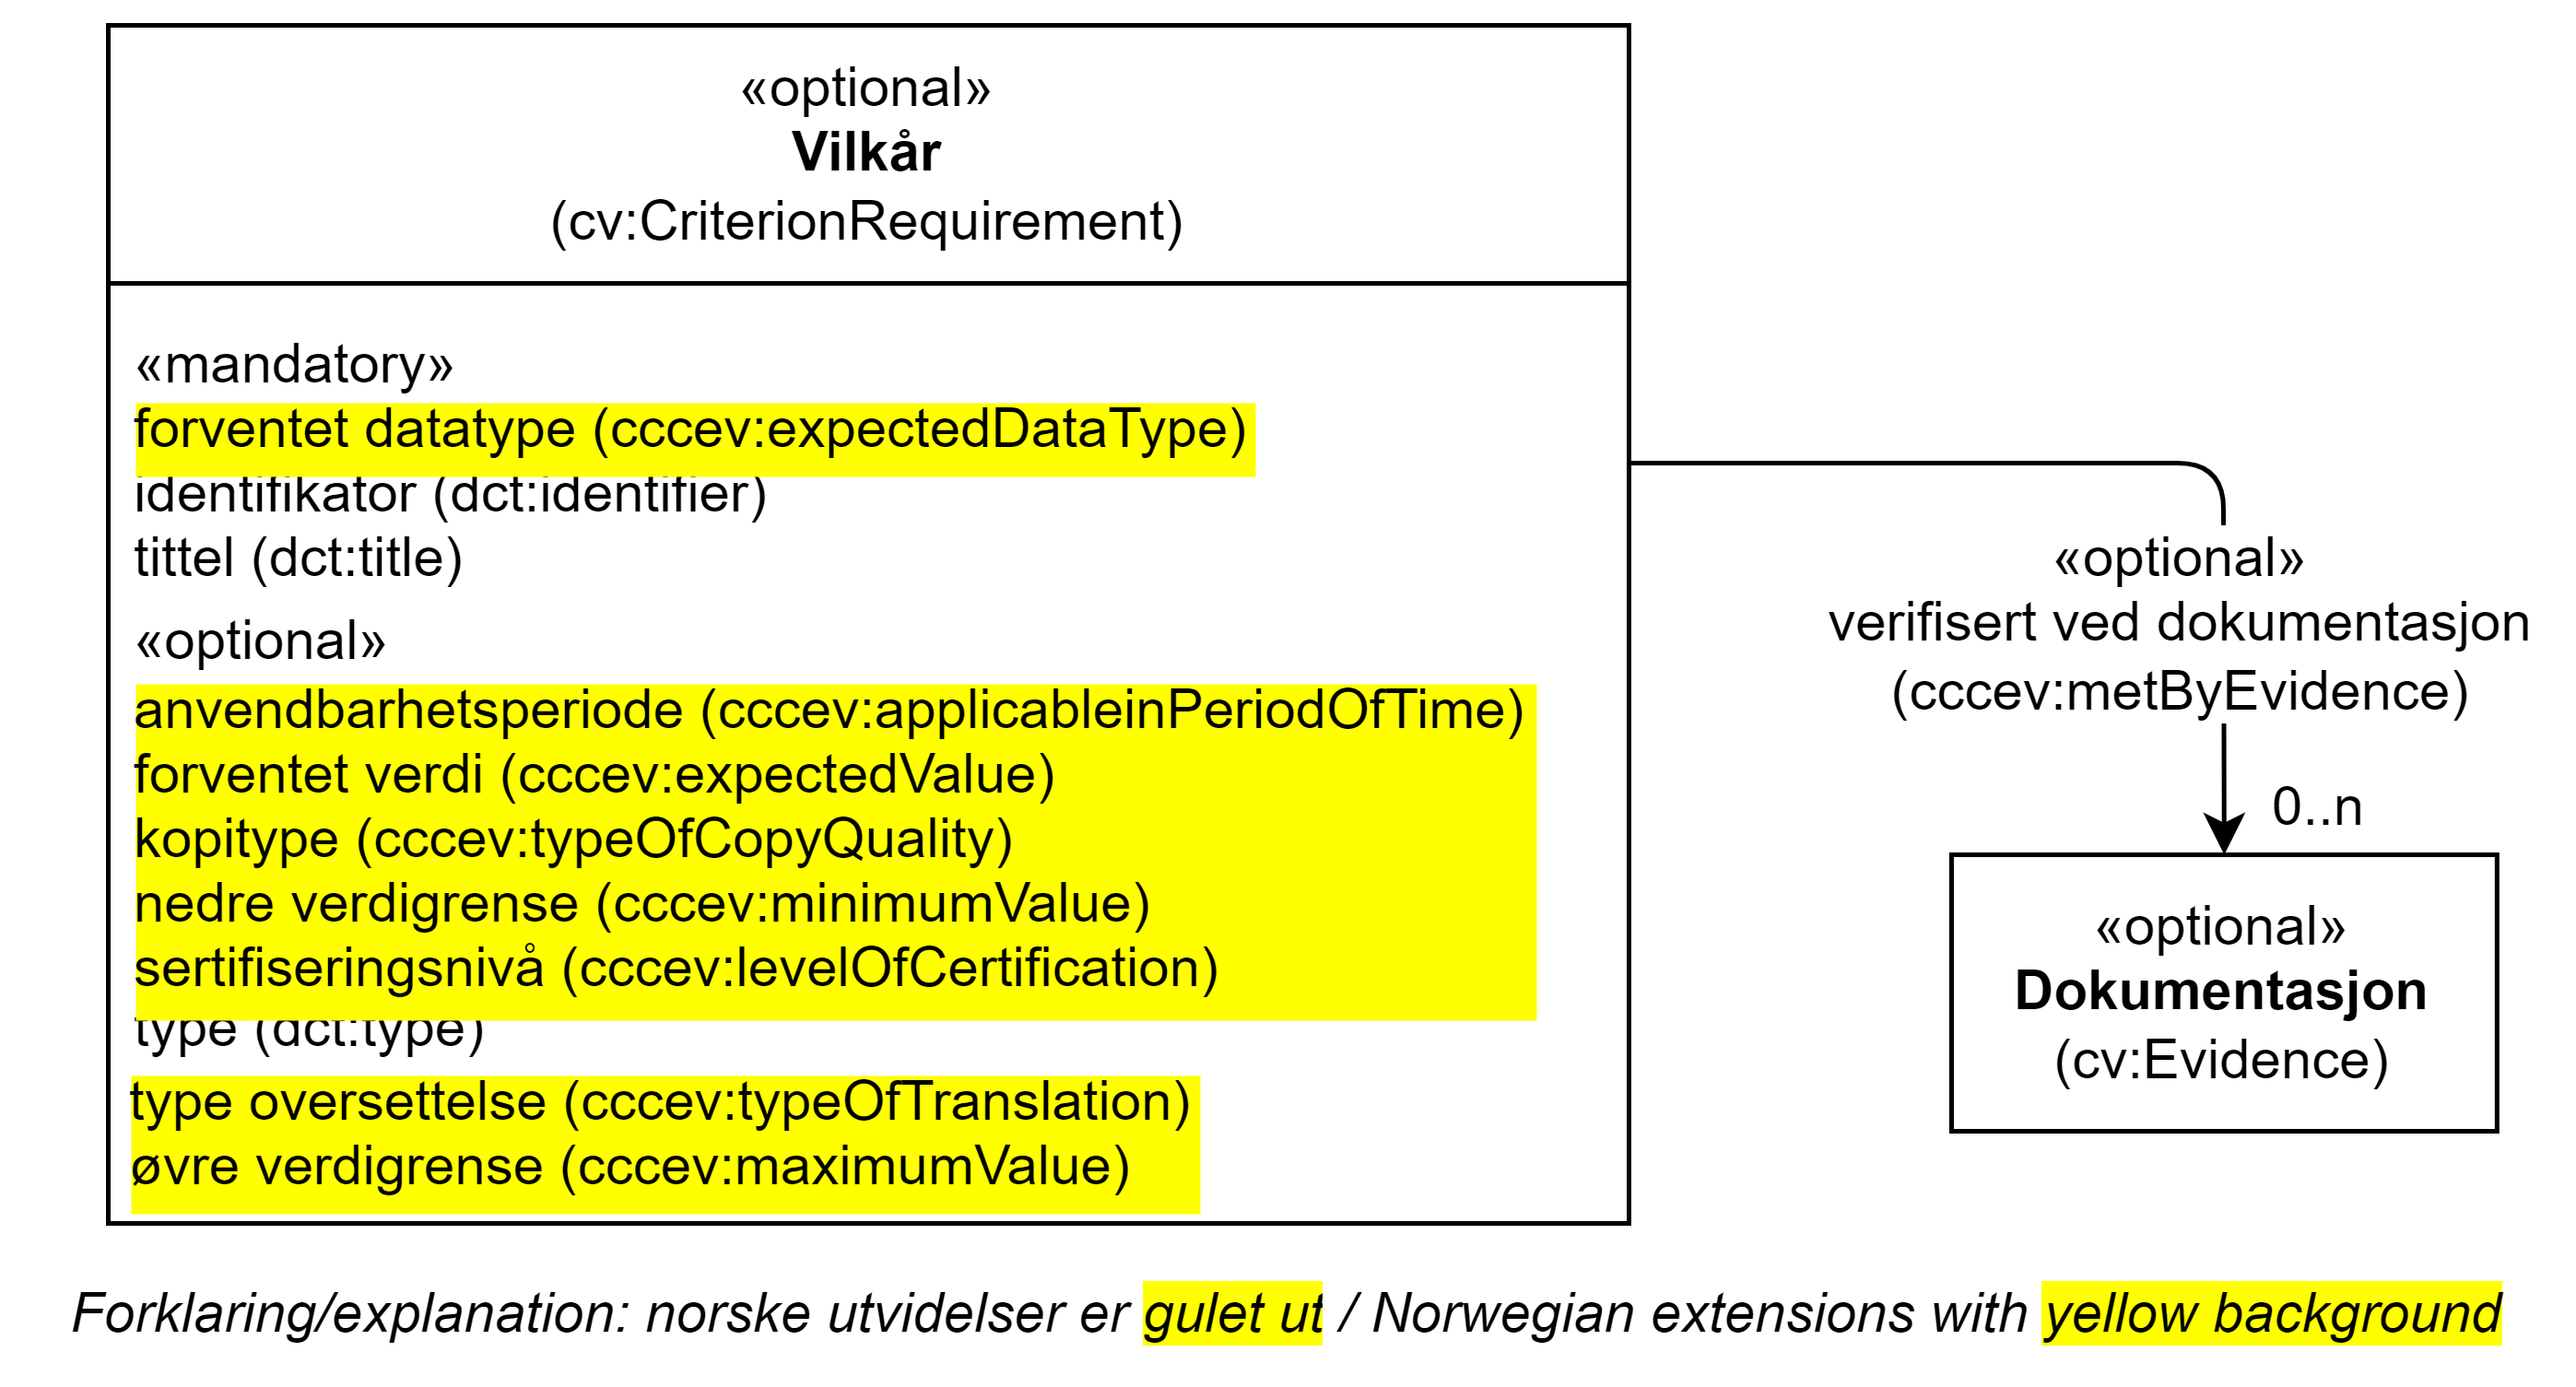 «optional»
Vilkår
(cv:CriterionRequirement)
«mandatory»
forventet datatype (cccev:expectedDataType)
identifikator (dct:identifier)
tittel (dct:title)
«optional»
anvendbarhetsperiode (cccev:applicableinPeriodOfTime)
forventet verdi (cccev:expectedValue)
kopitype (cccev:typeOfCopyQuality)
nedre verdigrense (cccev:minimumValue)
sertifiseringsnivå (cccev:levelOfCertification)
type (dct:type)
type oversettelse (cccev:typeOfTranslation)
øvre verdigrense (cccev:maximumValue)
«optional»
verifisert ved dokumentasjon
(cccev:metByEvidence)
0..n
«optional»
Dokumentasjon
(cv:Evidence)
Forklaring/explanation: norske utvidelser er gulet ut / Norwegian extensions with yellow background